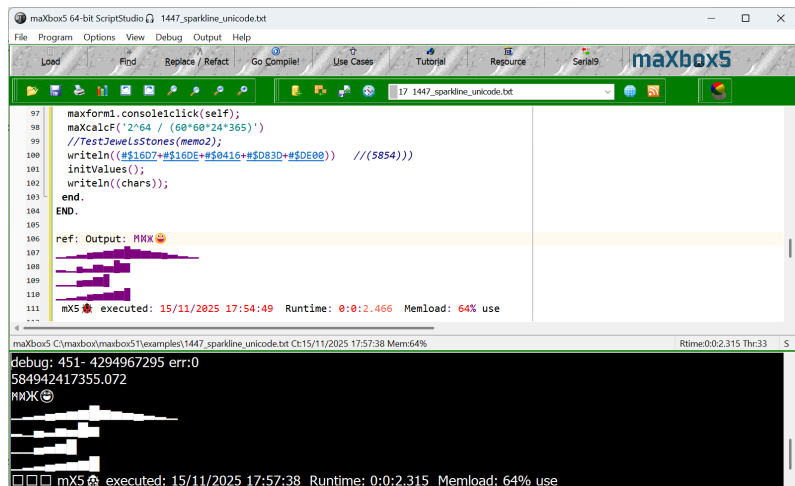 maXbox5 64-bit ScriptStudio 1447_sparkline_unicode.txt
File Program Options View Debug Output Help
Load Find Replace / Refact Go Compile! Use Cases Tutorial Resource Serial9 maXbox5
17 1447_sparkline_unicode.txt
97 maxform1.console1click(self);
98 maXcalcF('2^64 / (60*60*24*365)')
99 //TestJewelsStones(memo2);
100 writeln((#$16D7+#$16DE+#$0416+#$D83D+#$DE00)) //(5854)))
101 initValues();
102 writeln((chars));
103 end.
104 END.
105
106 ref: Output: ᛗᛞЖ😀
107 ▁▂▃▄▅▆▇█▇▆▅▄▃▂▁
108
109
110
111 mX5🐞 executed: 15/11/2025 17:54:49 Runtime: 0:0:2.466 Memload: 64% use
maXbox5 C:\maxbox\maxbox51\examples\1447_sparkline_unicode.txt Ct:15/11/2025 17:57:38 Mem:64% Rtime:0:0:2.315 Thr:33 S
debug: 451- 4294967295 err:0
584942417355.072
ᛗᛞЖ😀
▁▂▃▄▅▆▇█▇▆▅▄▃▂▁
mX5🐞 executed: 15/11/2025 17:57:38 Runtime: 0:0:2.315 Memload: 64% use